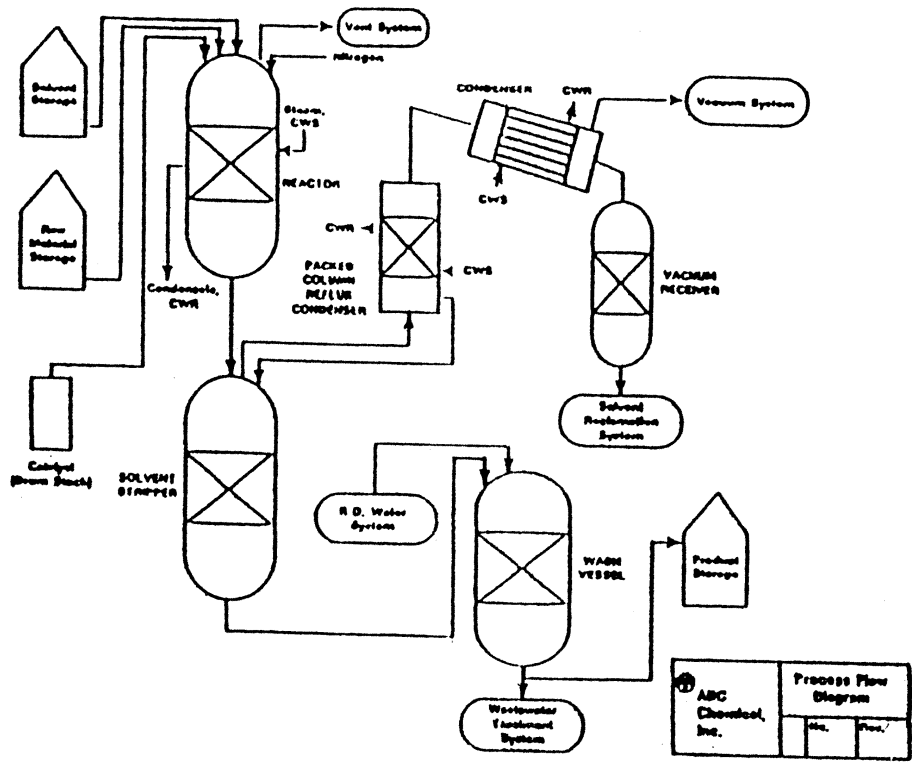 Vent System
Nitrogen
Solvent
Storage
Steam,
CWS
REACTOR
Raw
Material
Storage
Condensate,
CWR
CONDENSER
CWR
Vacuum System
CWS
CWR
CWS
PACKED
COLUMN
REFLUX
CONDENSER
VACUUM
RECEIVER
Solvent
Reclamation
System
Catalyst
(Drum Stock)
SOLVENT
STRIPPER
R.D. Water
System
WASH
VESSEL
Product
Storage
Wastewater
Treatment
System
ABC
Chemical,
Inc.
Process Flow
Diagram
No.
Rev.